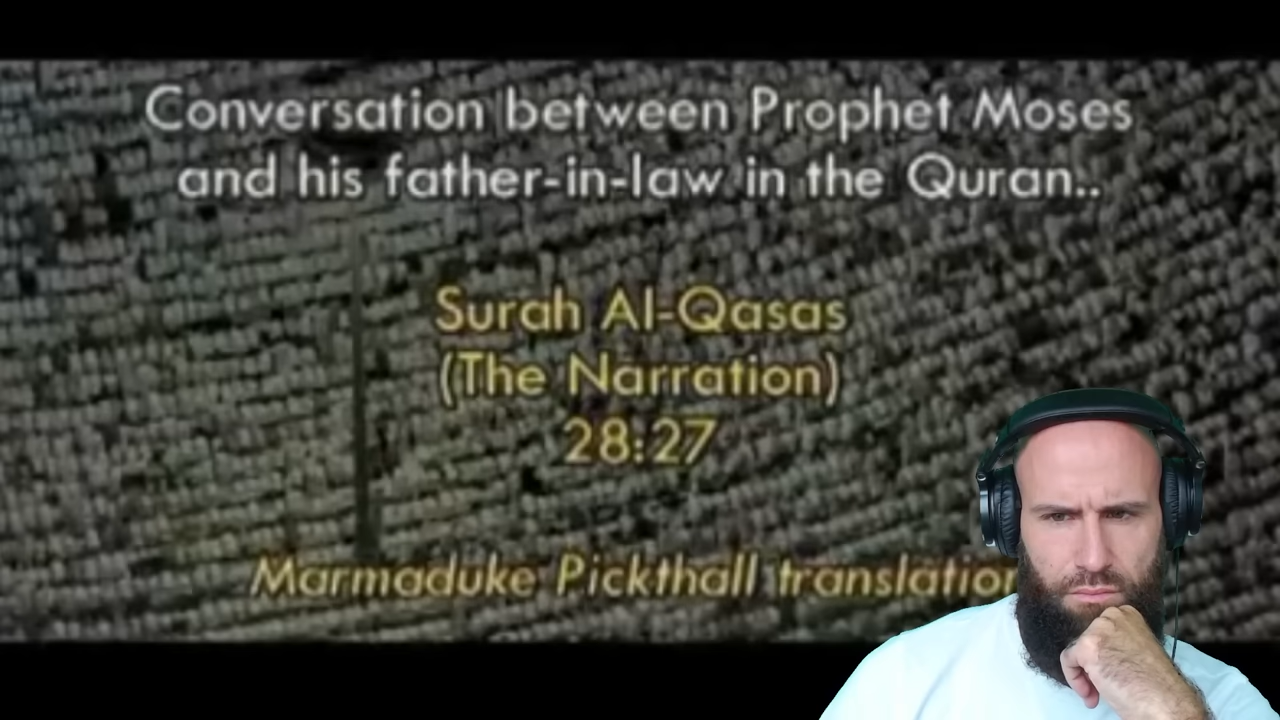 Conversation between Prophet Moses
and his father-in-law in the Quran..
Surah Al-Qasas
(The Narration)
28:27
Marmaduke Pickthall translation